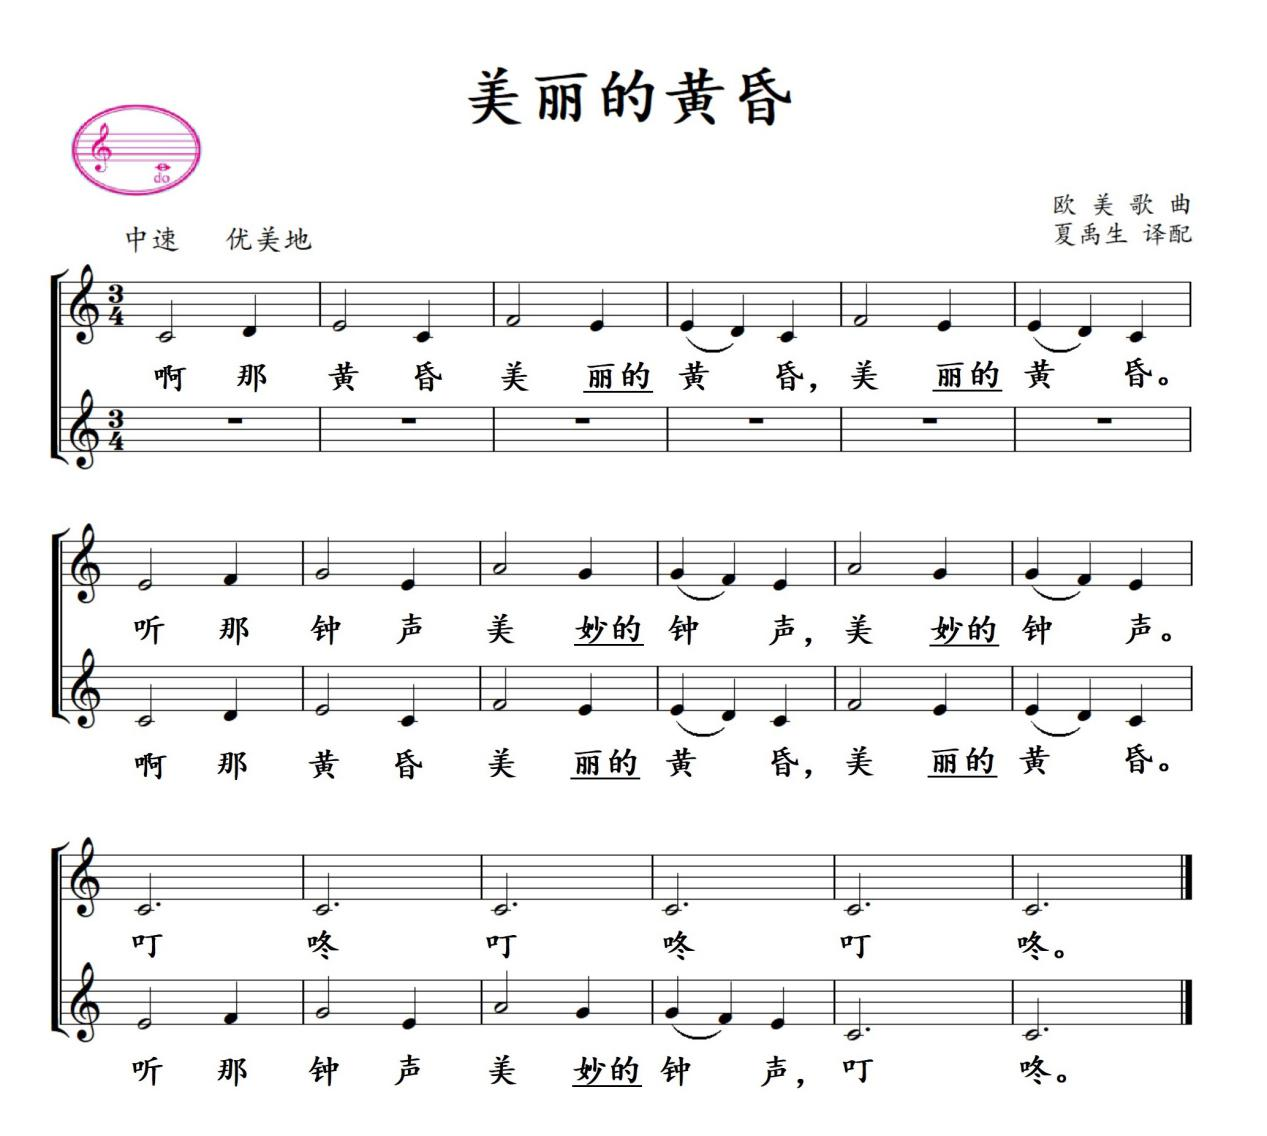 美丽的黄昏
do
欧美歌曲
中速 优美地
夏禹生 译配
3
4
啊那黄昏美丽的黄昏，美丽的黄昏。
3
4
听那钟声美妙的钟声，美妙的钟声。
啊那黄昏美丽的黄昏，美丽的黄昏。
叮咚叮咚叮咚。
听那钟声美妙的钟声，叮咚。